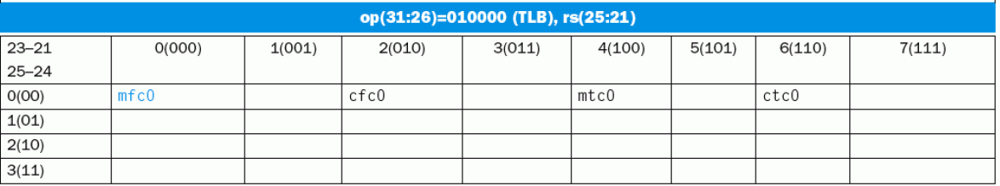 op(31:26)=010000 (TLB), rs(25:21)
23–21 0(000) 1(001) 2(010) 3(011) 4(100) 5(101) 6(110) 7(111)
25–24
0(00) mfc0 cfc0 mtc0 ctc0
1(01)
2(10)
3(11)